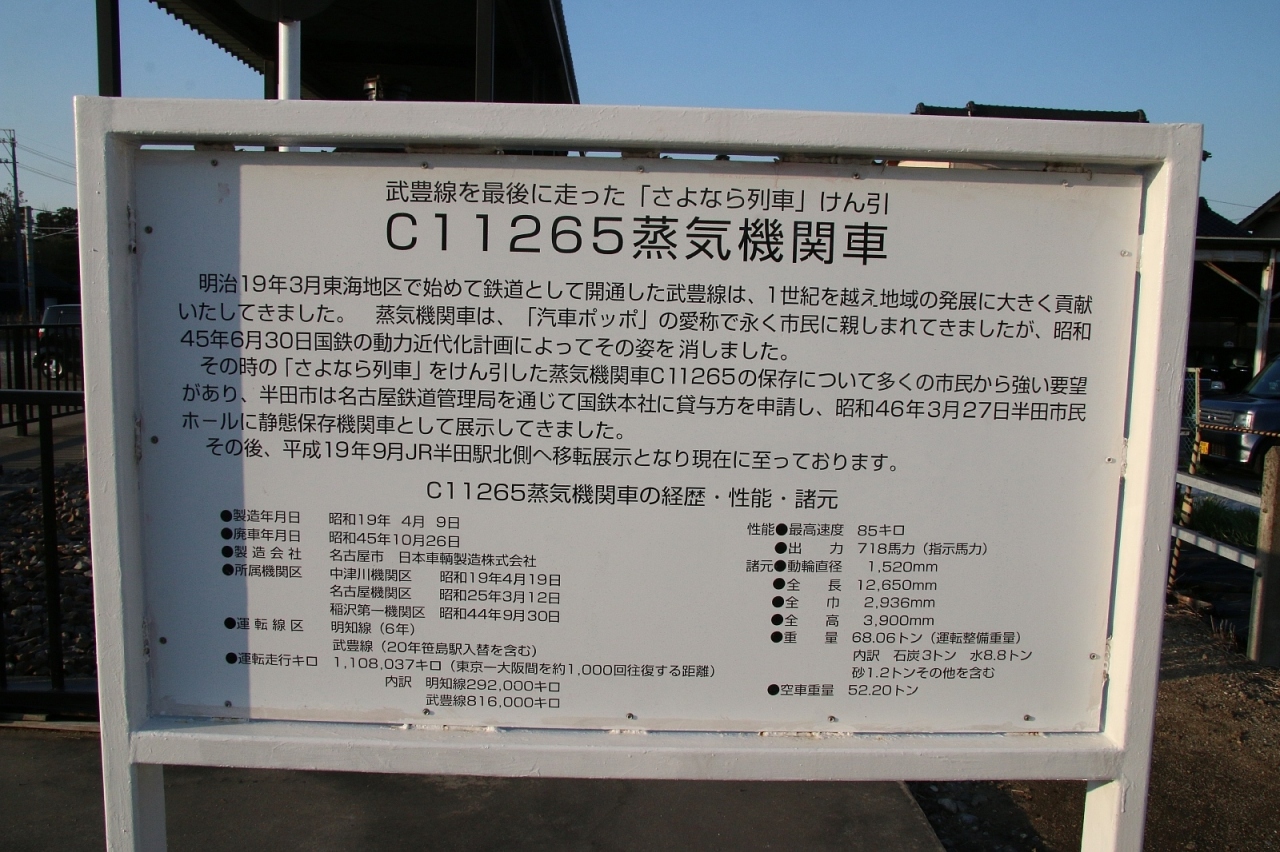 武豊線を最後に走った「さよなら列車」けん引
C11265蒸気機関車
明治19年3月東海地区で始めて鉄道として開通した武豊線は、1世紀を越え地域の発展に大きく貢献
いたしてきました。 蒸気機関車は、「汽車ポッポ」の愛称で永く市民に親しまれてきましたが、昭和
45年6月30日国鉄の動力近代化計画によってその姿を消しました。
その時の「さよなら列車」をけん引した蒸気機関車C11265の保存について多くの市民から強い要望
があり、半田市は名古屋鉄道管理局を通じて国鉄本社に貸与方を申請し、昭和46年3月27日半田市民
ホールに静態保存機関車として展示してきました。
その後、平成19年9月JR半田駅北側へ移転展示となり現在に至っております。
C11265蒸気機関車の経歴・性能・諸元
●製造年月日 昭和19年 4月 9日
●廃車年月日 昭和45年10月26日
●製造会社 名古屋市 日本車輌製造株式会社
●所属機関区 中津川機関区 昭和19年4月19日
名古屋機関区 昭和25年3月12日
稲沢第一機関区 昭和44年9月30日
●運転線区 明知線（6年）
武豊線（20年笹島駅入替を含む）
●運転走行キロ 1,108,037キロ（東京ー大阪間を約1,000回往復する距離）
内訳 明知線292,000キロ
武豊線816,000キロ
性能●最高速度 85キロ
●出力 718馬力（指示馬力）
諸元●動輪直径 1,520mm
●全長 12,650mm
●全巾 2,936mm
●全高 3,900mm
●重量 68.06トン（運転整備重量）
内訳 石炭3トン 水8.8トン
砂1.2トンその他を含む
●空車重量 52.20トン